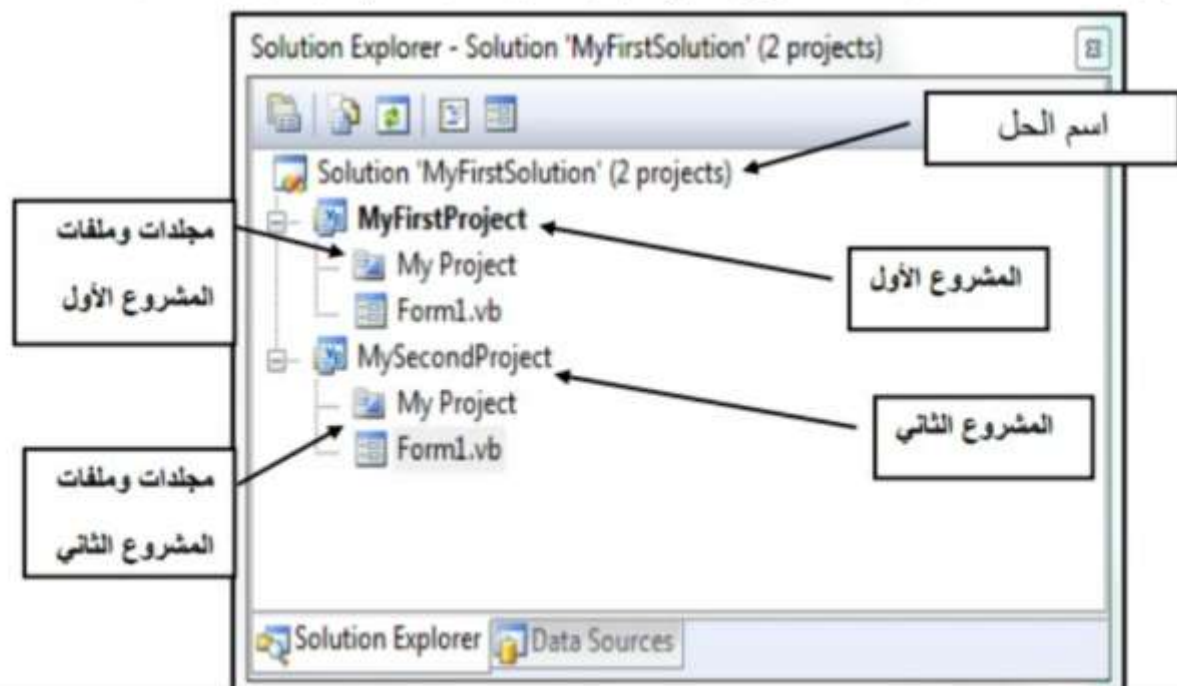 Solution Explorer - Solution 'MyFirstSolution' (2 projects)
اسم الحل
Solution 'MyFirstSolution' (2 projects)
MyFirstProject
مجلدات وملفات
المشروع الأول
My Project
المشروع الأول
Form1.vb
MySecondProject
My Project
المشروع الثاني
Form1.vb
مجلدات وملفات
المشروع الثاني
Solution Explorer
Data Sources